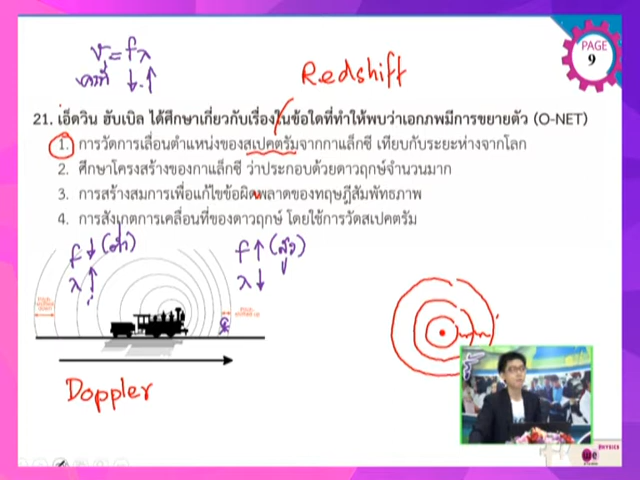 PAGE
9
v = fλ
คงที่ ↓ ↑
Redshift
21. เอ็ดวิน ฮับเบิล ได้ศึกษาเกี่ยวกับเรื่องในข้อใดที่ทำให้พบว่าเอกภพมีการขยายตัว (O-NET)
1. การวัดการเลื่อนตำแหน่งของสเปคตรัมจากกาแล็กซี เทียบกับระยะห่างจากโลก
2. ศึกษาโครงสร้างของกาแล็กซี ว่าประกอบด้วยดาวฤกษ์จำนวนมาก
3. การสร้างสมการเพื่อแก้ไขข้อผิดพลาดของทฤษฎีสัมพัทธภาพ
4. การสังเกตการเคลื่อนที่ของดาวฤกษ์ โดยใช้การวัดสเปคตรัม
f ↓ (ต่ำ) f ↑ (สูง)
λ ↑ λ ↓
Doppler
PHYSICS
we